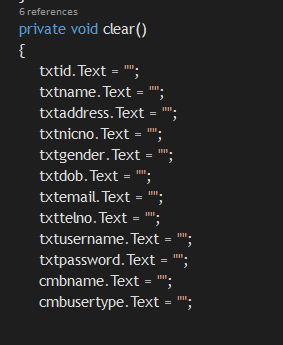 6 references
private void clear()
{
txtid.Text = "";
txtname.Text = "";
txtaddress.Text = "";
txtnicno.Text = "";
txtgender.Text = "";
txtdob.Text = "";
txtemail.Text = "";
txttelno.Text = "";
txtusername.Text = "";
txtpassword.Text = "";
cmbname.Text = "";
cmbusertype.Text = "";